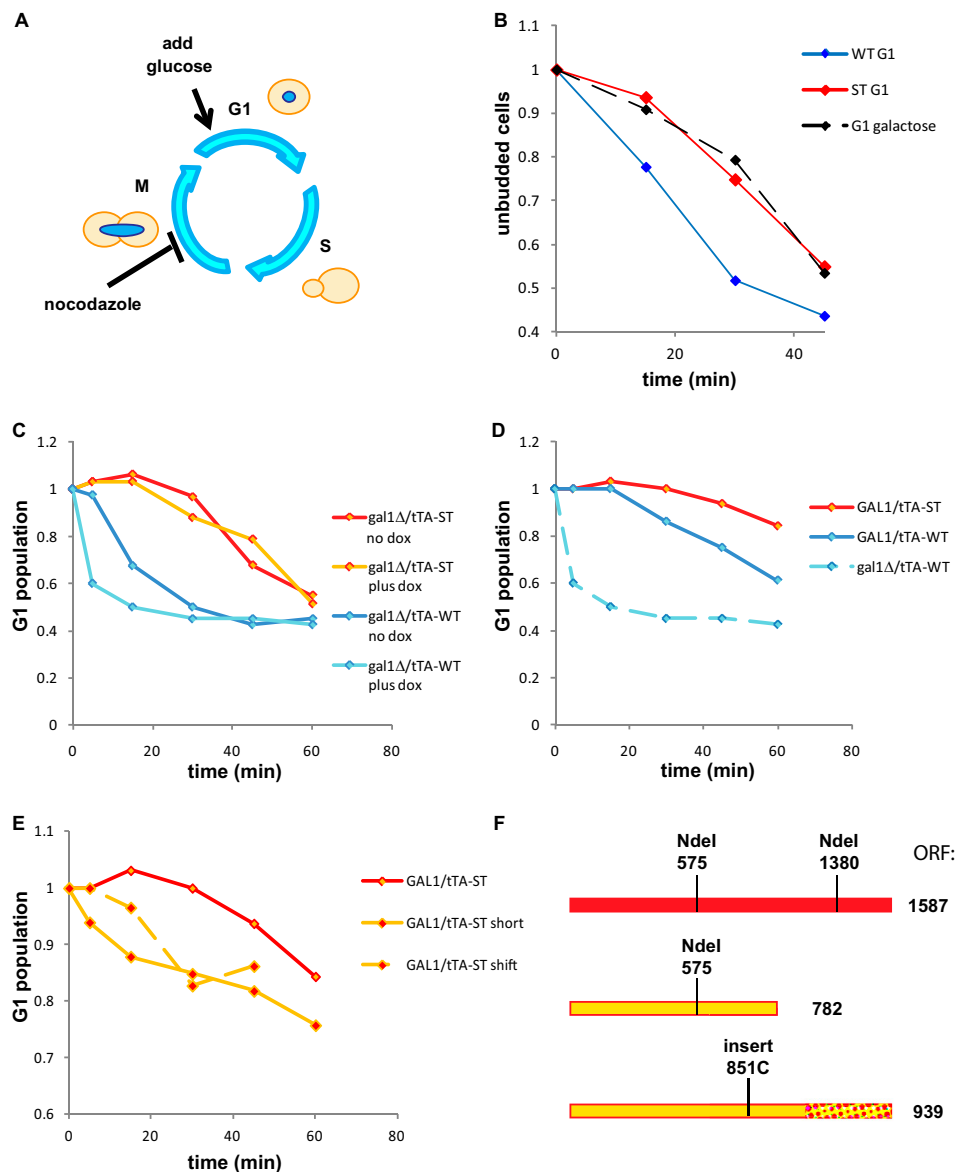 A
add
glucose
G1
M
S
nocodazole
B
1.1
1
0.9
0.8
0.7
0.6
0.5
0.4
unbudded cells
0
20
40
time (min)
WT G1
ST G1
G1 galactose
C
1.2
1
0.8
0.6
0.4
0.2
0
G1 population
0
20
40
60
80
time (min)
gal1Δ/tTA-ST
no dox
gal1Δ/tTA-ST
plus dox
gal1Δ/tTA-WT
no dox
gal1Δ/tTA-WT
plus dox
D
1.2
1
0.8
0.6
0.4
0.2
0
G1 population
0
20
40
60
80
time (min)
GAL1/tTA-ST
GAL1/tTA-WT
gal1Δ/tTA-WT
E
1.1
1
0.9
0.8
0.7
0.6
G1 population
0
20
40
60
80
time (min)
GAL1/tTA-ST
GAL1/tTA-ST short
GAL1/tTA-ST shift
F
NdeI
575
NdeI
1380
ORF:
1587
NdeI
575
782
insert
851C
939